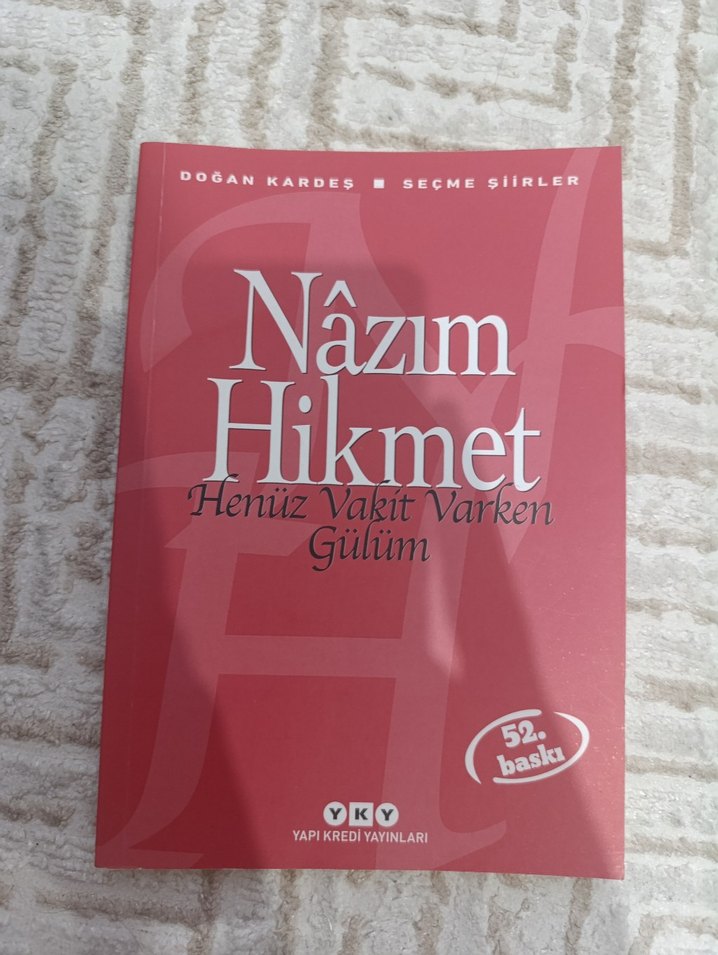 DOĞAN KARDEŞ ■ SEÇME ŞİİRLER
Nâzım
Hikmet
Henüz Vakit Varken
Gülüm
52.
baskı
YKY
YAPI KREDİ YAYINLARI